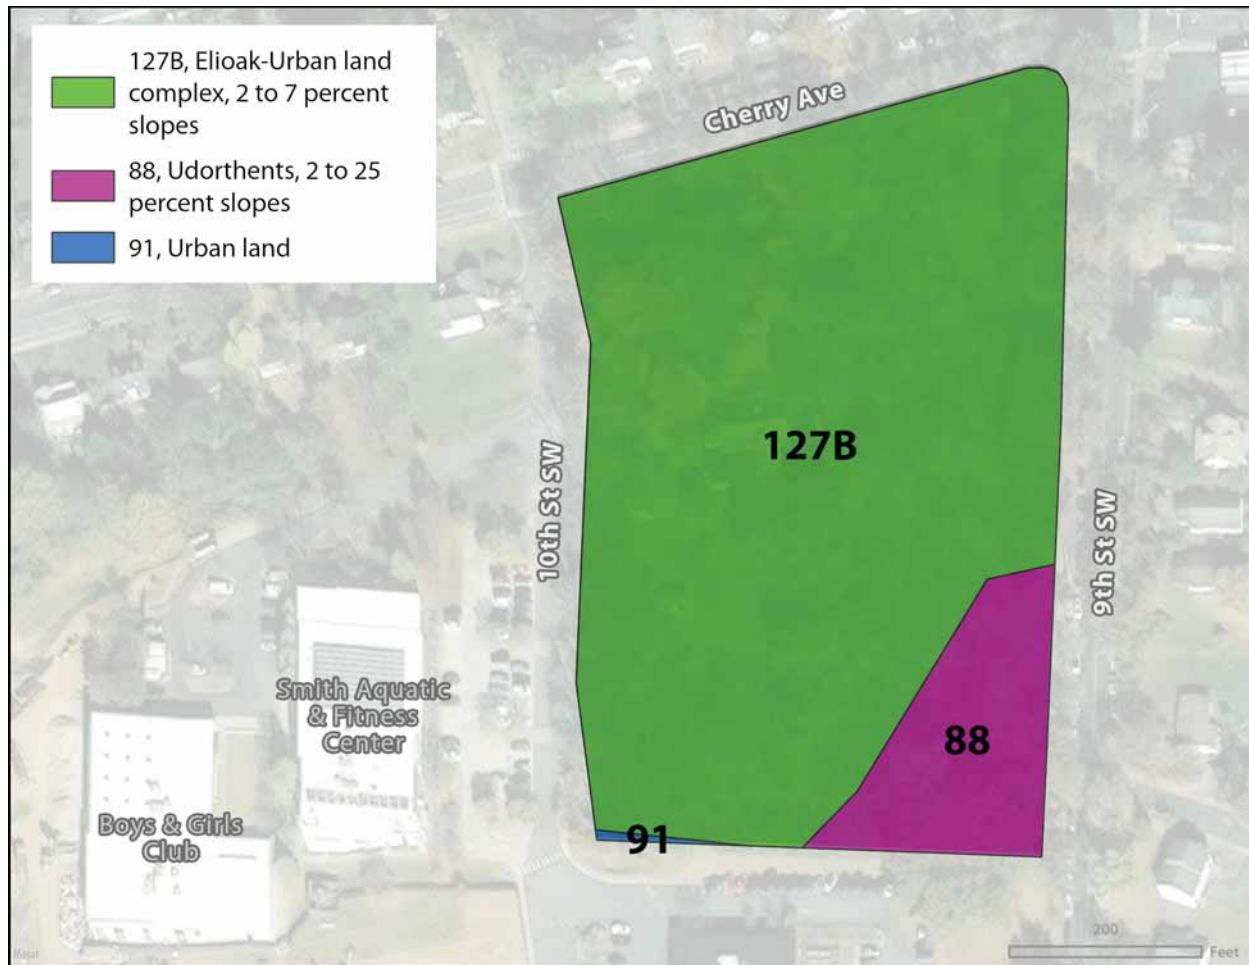 127B, Elioak-Urban land
complex, 2 to 7 percent
slopes
88, Udorthents, 2 to 25
percent slopes
91, Urban land
Cherry Ave
127B
10th St SW
9th St SW
Smith Aquatic
& Fitness
Center
88
Boys & Girls
Club
91
200
Feet